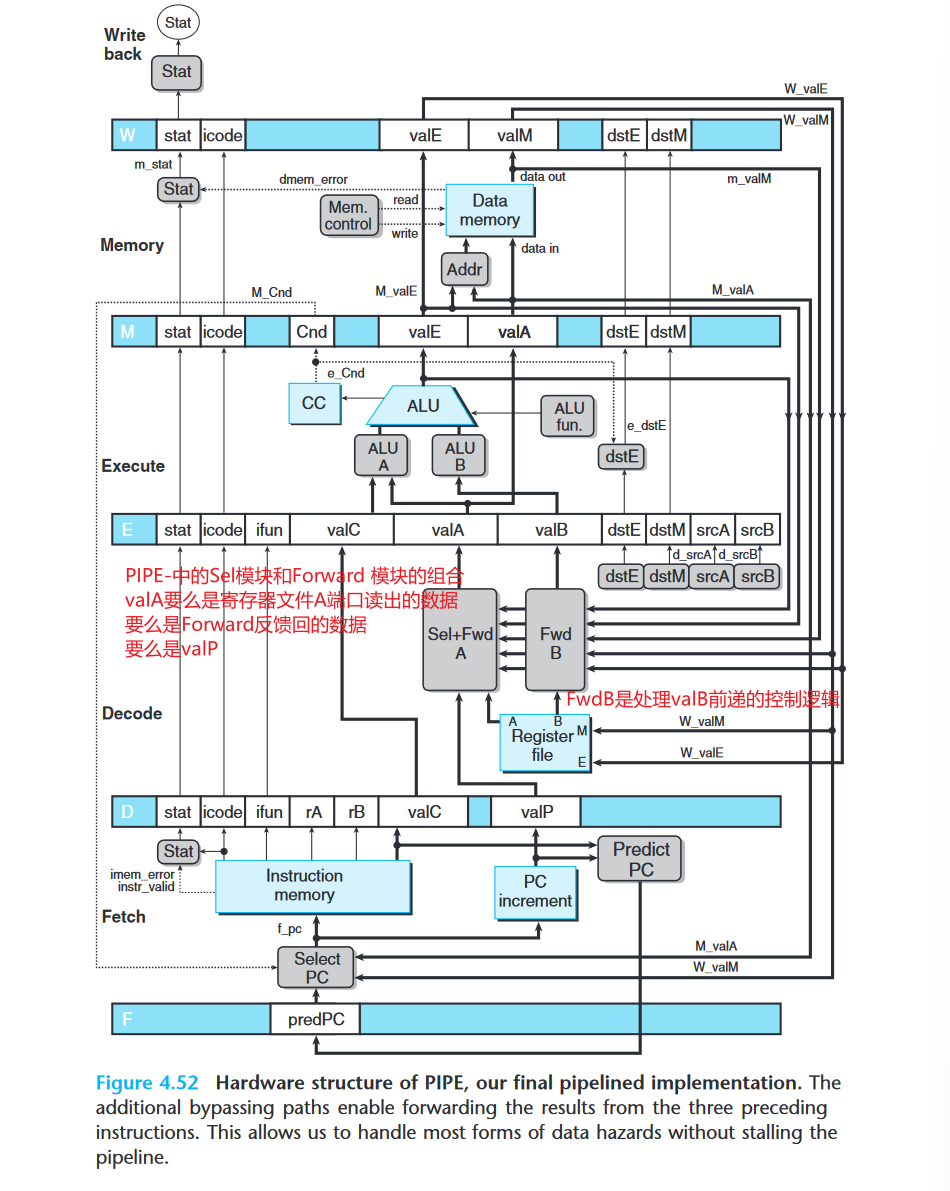 Stat
Write
back
Stat
W_valE
W_valM
W stat icode valE valM dstE dstM
m_stat
data out
m_valM
Stat
dmem_error
Mem.
control
read
write
Data
memory
Memory
data in
Addr
M_Cnd
M_valE
M_valA
M stat icode Cnd valE valA dstE dstM
e_Cnd
CC
ALU
ALU
fun.
e_dstE
ALU
A
ALU
B
dstE
Execute
E stat icode ifun valC valA valB dstE dstM srcA srcB
d_srcA d_srcB
dstE dstM srcA srcB
PIPE-中的Sel模块和Forward 模块的组合
valA要么是寄存器文件A端口读出的数据
要么是Forward反馈回的数据
要么是valP
Sel+Fwd
A
Fwd
B
FwdB是处理valB前递的控制逻辑
Decode
A B
Register
file
M
E
W_valM
W_valE
D stat icode ifun rA rB valC valP
Stat
imem_error
instr_valid
Instruction
memory
PC
increment
Predict
PC
Fetch
f_pc
Select
PC
M_valA
W_valM
F predPC
Figure 4.52 Hardware structure of PIPE, our final pipelined implementation. The
additional bypassing paths enable forwarding the results from the three preceding
instructions. This allows us to handle most forms of data hazards without stalling the
pipeline.